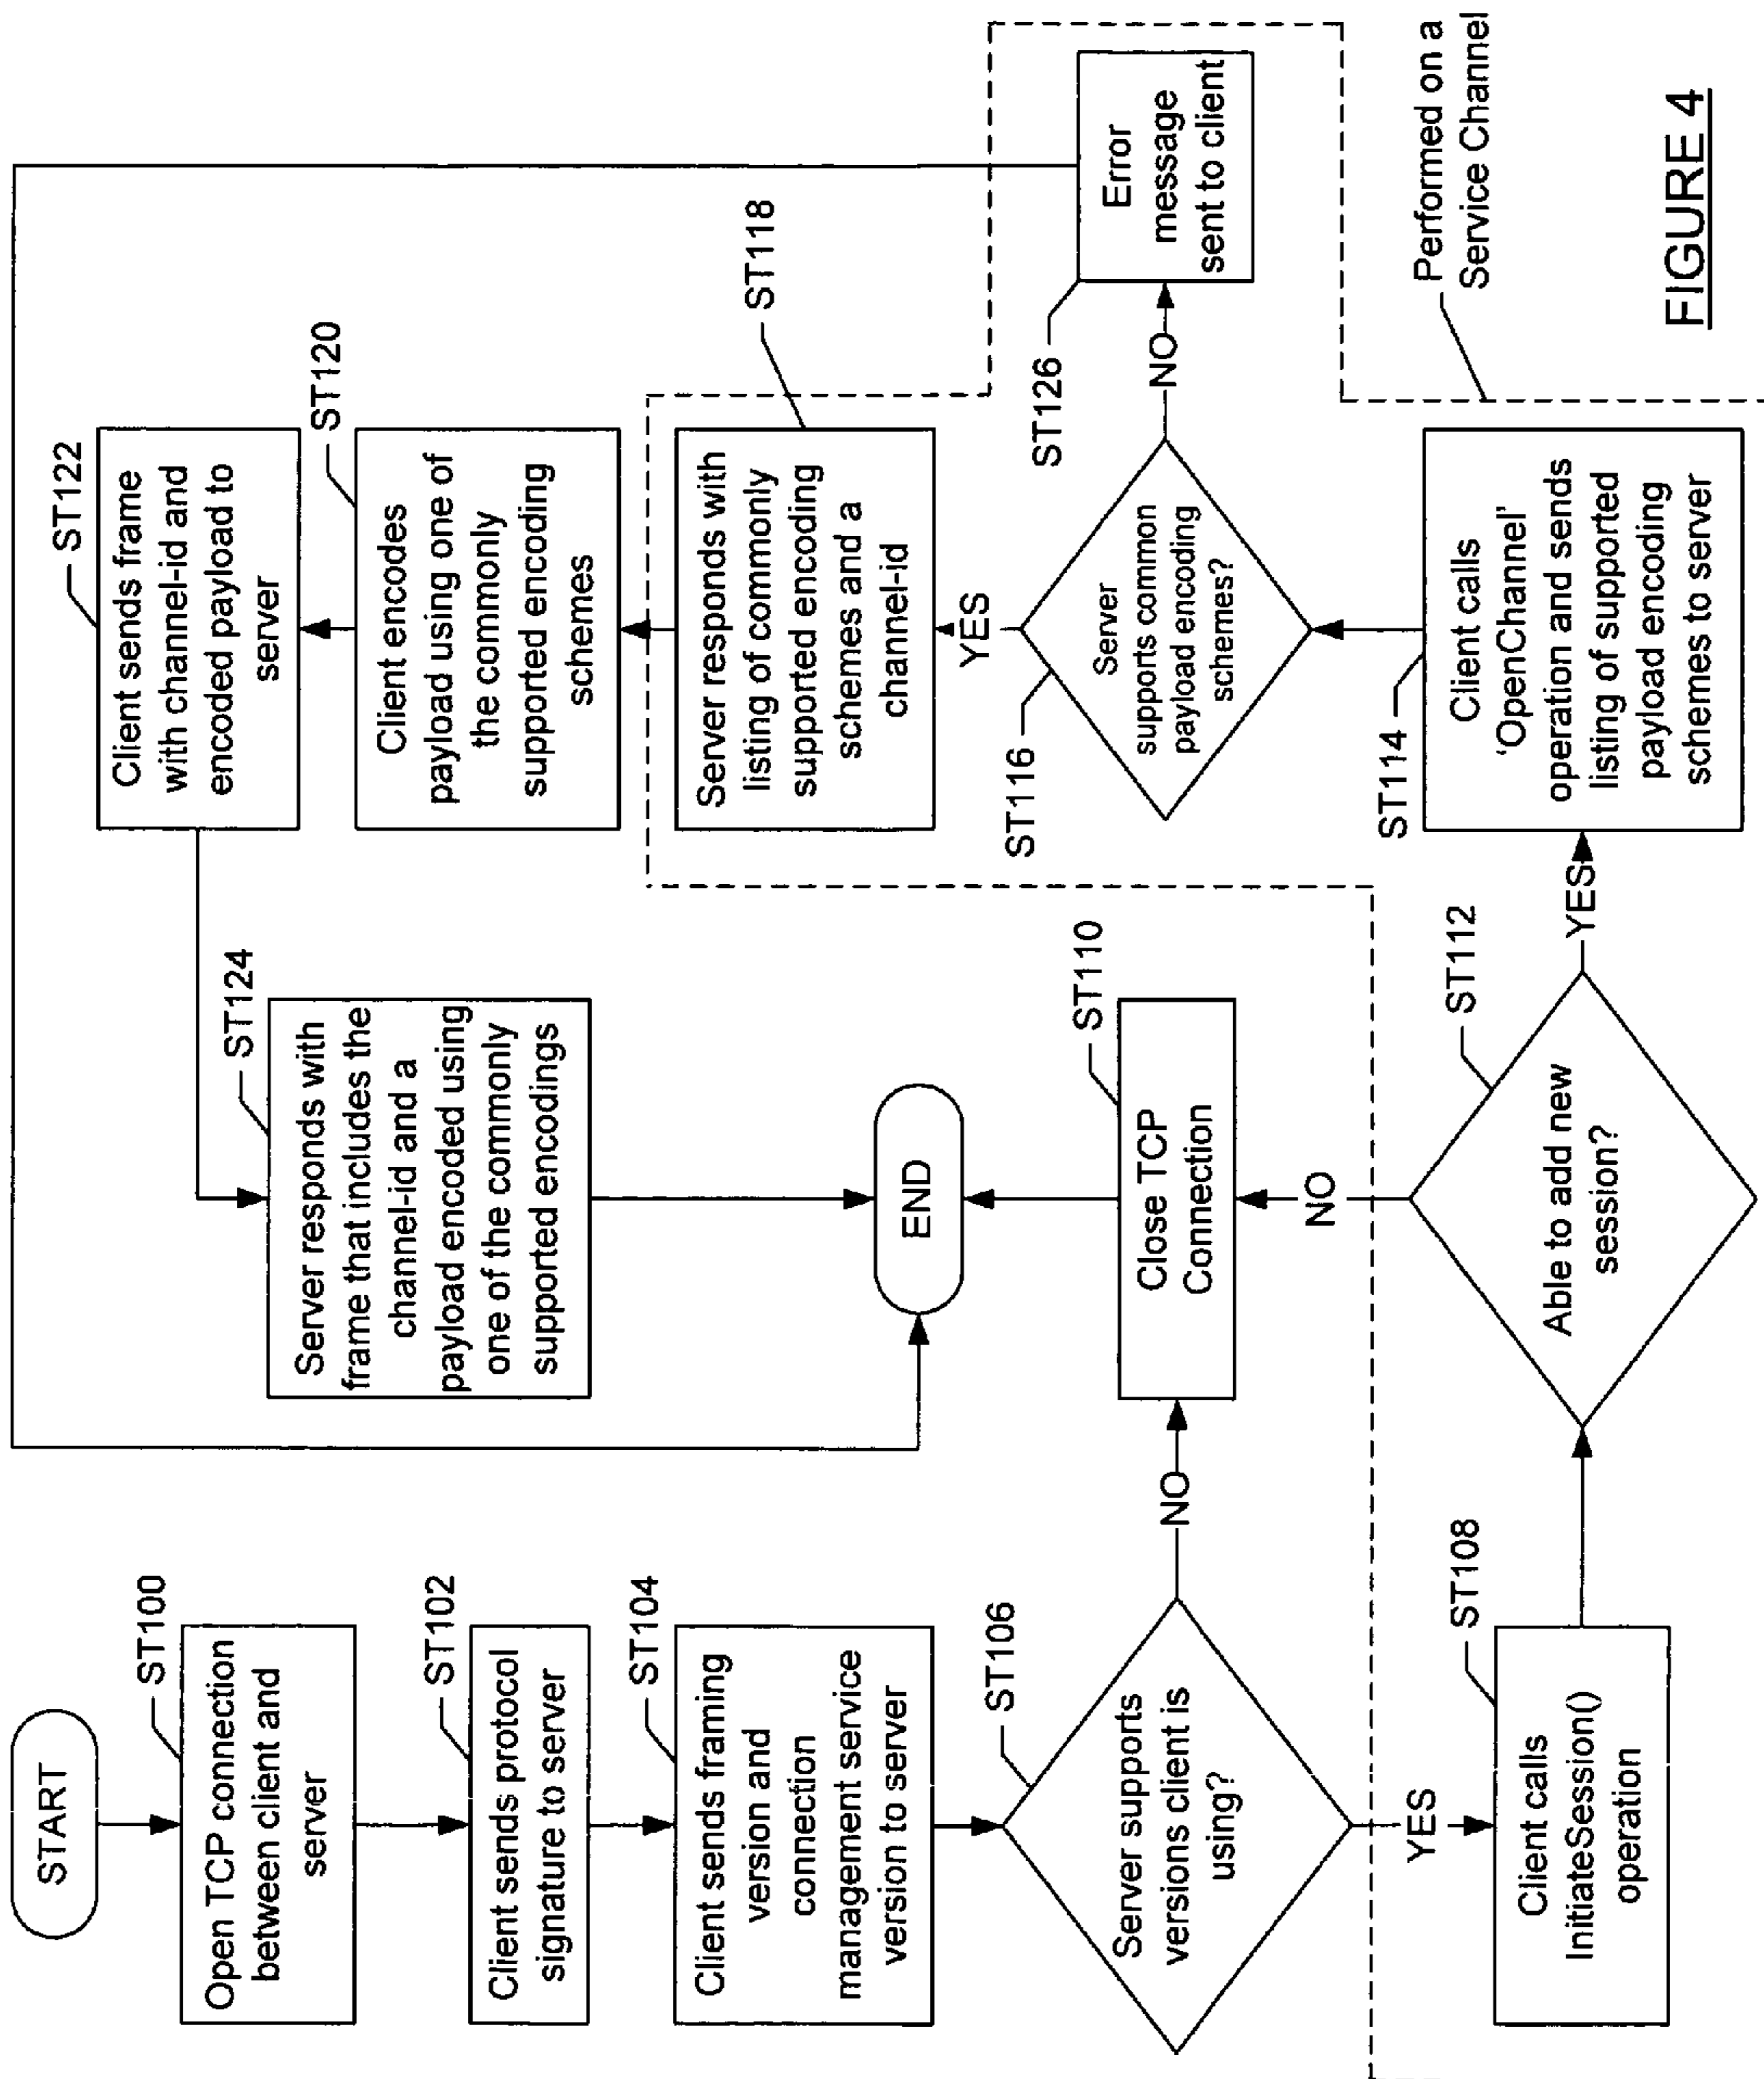 START
ST100
Open TCP connection
between client and
server
ST102
Client sends protocol
signature to server
ST104
Client sends framing
version and
connection
management service
version to server
ST106
Server supports
versions client is
using?
NO
YES
ST108
Client calls
InitiateSession()
operation
ST110
Close TCP
Connection
END
ST112
Able to add new
session?
NO
YES
ST114
Client calls
'OpenChannel'
operation and sends
listing of supported
payload encoding
schemes to server
ST116
Server
supports common
payload encoding
schemes?
YES
NO
ST118
Server responds with
listing of commonly
supported encoding
schemes and a
channel-id
ST120
Client encodes
payload using one of
the commonly
supported encoding
schemes
ST122
Client sends frame
with channel-id and
encoded payload to
server
ST124
Server responds with
frame that includes the
channel-id and a
payload encoded using
one of the commonly
supported encodings
ST126
Error
message
sent to client
Performed on a
Service Channel
FIGURE 4